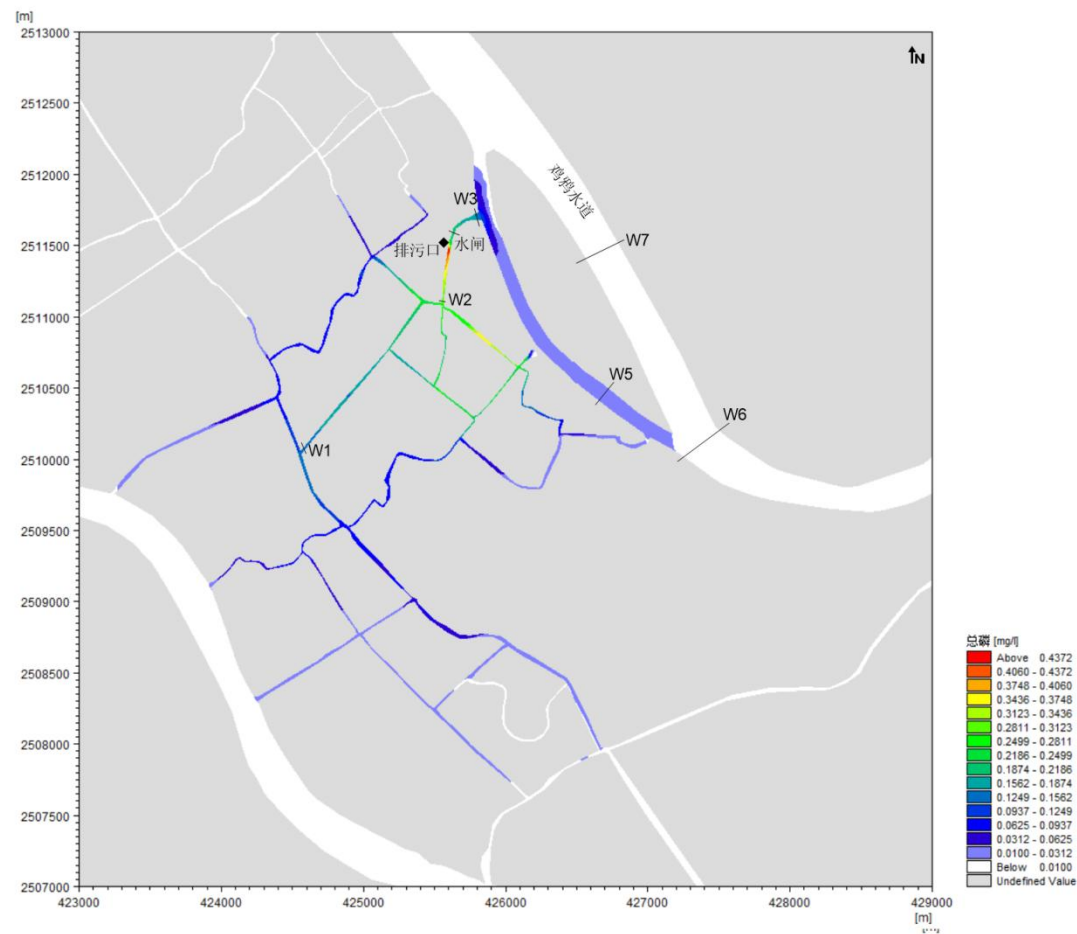 [m]
2513000
N
2512500
2512000
鸡鸭水道
W3
W7
2511500
排污口
水闸
W2
2511000
2510500
W5
W6
W1
2510000
2509500
2509000
2508500
2508000
2507500
2507000
423000 424000 425000 426000 427000 428000 429000
[m]
总磷 [mg/l]
Above 0.4372
0.4060 - 0.4372
0.3748 - 0.4060
0.3436 - 0.3748
0.3123 - 0.3436
0.2811 - 0.3123
0.2499 - 0.2811
0.2186 - 0.2499
0.1874 - 0.2186
0.1562 - 0.1874
0.1249 - 0.1562
0.0937 - 0.1249
0.0625 - 0.0937
0.0312 - 0.0625
0.0100 - 0.0312
Below 0.0100
Undefined Value